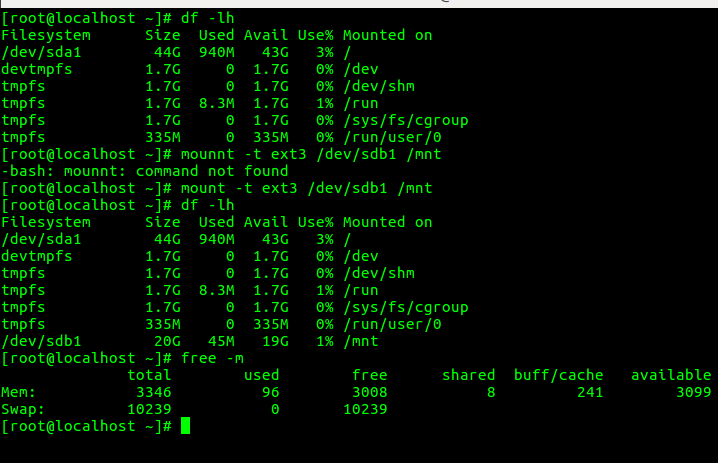 [root@localhost ~]# df -lh
Filesystem      Size  Used Avail Use% Mounted on
/dev/sda1        44G  940M   43G   3% /
devtmpfs        1.7G     0  1.7G   0% /dev
tmpfs           1.7G     0  1.7G   0% /dev/shm
tmpfs           1.7G  8.3M  1.7G   1% /run
tmpfs           1.7G     0  1.7G   0% /sys/fs/cgroup
tmpfs           335M     0  335M   0% /run/user/0
[root@localhost ~]# mounnt -t ext3 /dev/sdb1 /mnt
-bash: mounnt: command not found
[root@localhost ~]# mount -t ext3 /dev/sdb1 /mnt
[root@localhost ~]# df -lh
Filesystem      Size  Used Avail Use% Mounted on
/dev/sda1        44G  940M   43G   3% /
devtmpfs        1.7G     0  1.7G   0% /dev
tmpfs           1.7G     0  1.7G   0% /dev/shm
tmpfs           1.7G  8.3M  1.7G   1% /run
tmpfs           1.7G     0  1.7G   0% /sys/fs/cgroup
tmpfs           335M     0  335M   0% /run/user/0
/dev/sdb1        20G   45M   19G   1% /mnt
[root@localhost ~]# free -m
              total        used        free      shared  buff/cache   available
Mem:           3346          96        3008           8         241        3099
Swap:         10239           0       10239
[root@localhost ~]#